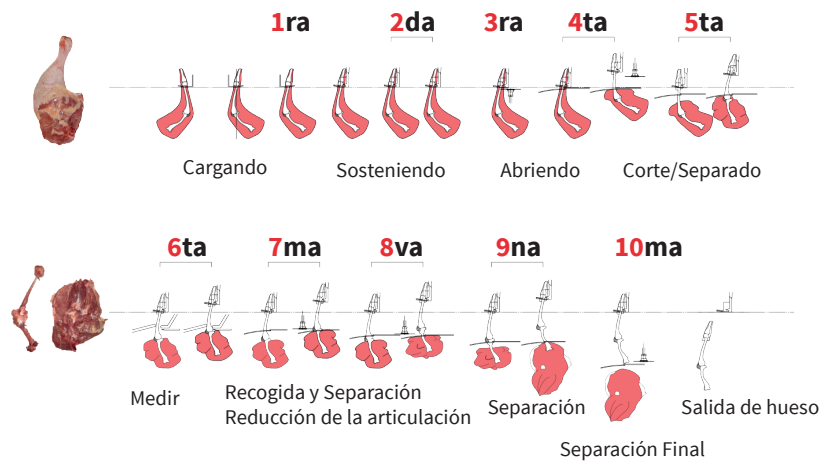 1ra 2da 3ra 4ta 5ta
Cargando Sosteniendo Abriendo Corte/Separado
6ta 7ma 8va 9na 10ma
Medir Recogida y Separación
Reducción de la articulación Separación Salida de hueso
Separación Final